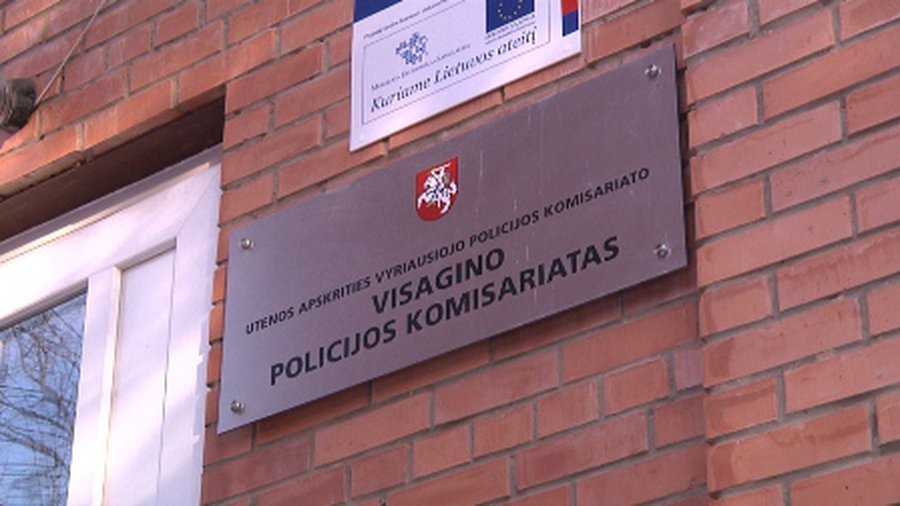 Kuriame Lietuvos ateitį
UTENOS APSKRITIES VYRIAUSIOJO POLICIJOS KOMISARIATO
VISAGINO
POLICIJOS KOMISARIATAS